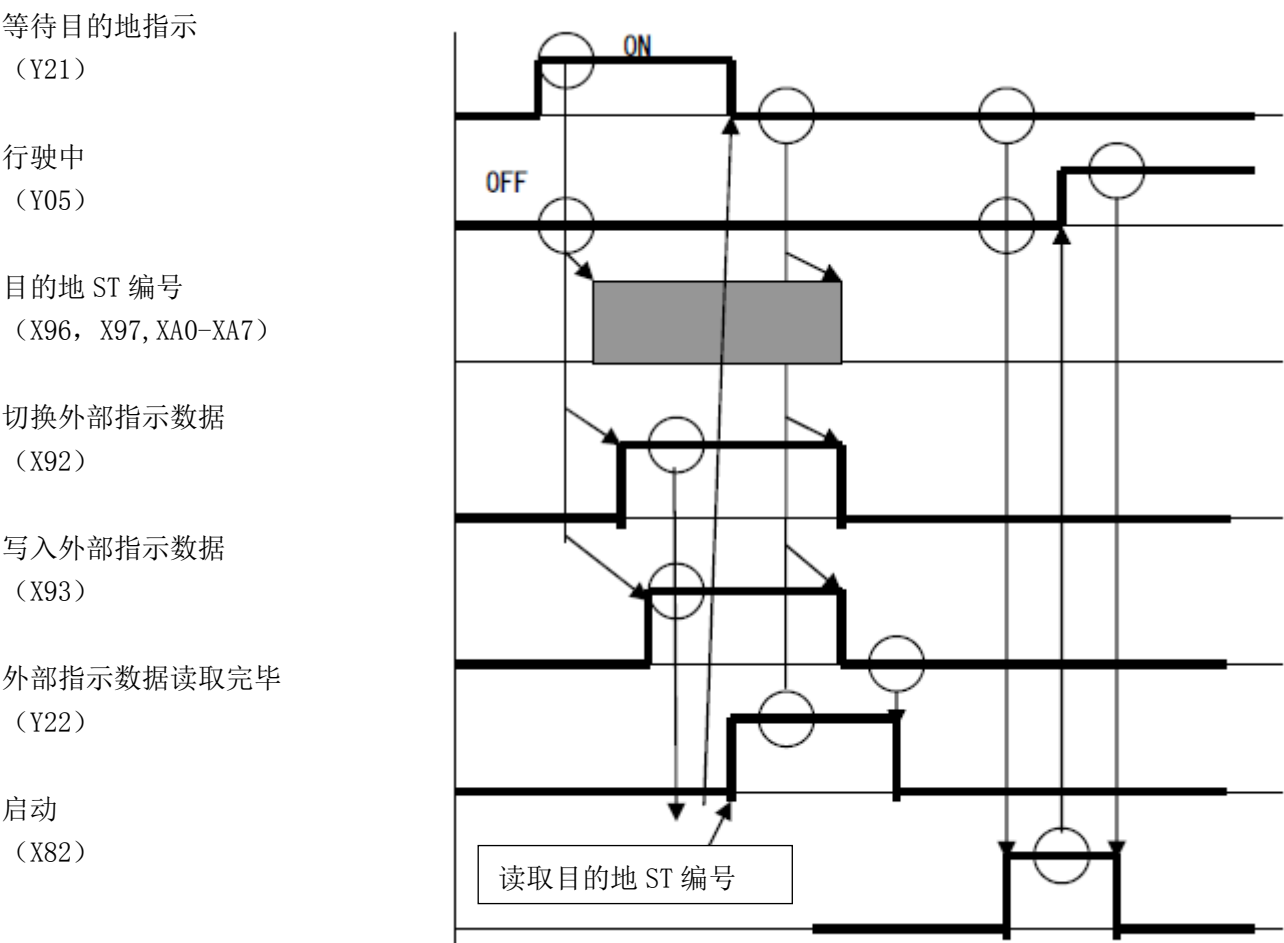 等待目的地指示
（Y21）
ON
行驶中
（Y05）
OFF
目的地 ST 编号
（X96，X97,XA0-XA7）
切换外部指示数据
（X92）
写入外部指示数据
（X93）
外部指示数据读取完毕
（Y22）
启动
（X82）
读取目的地 ST 编号